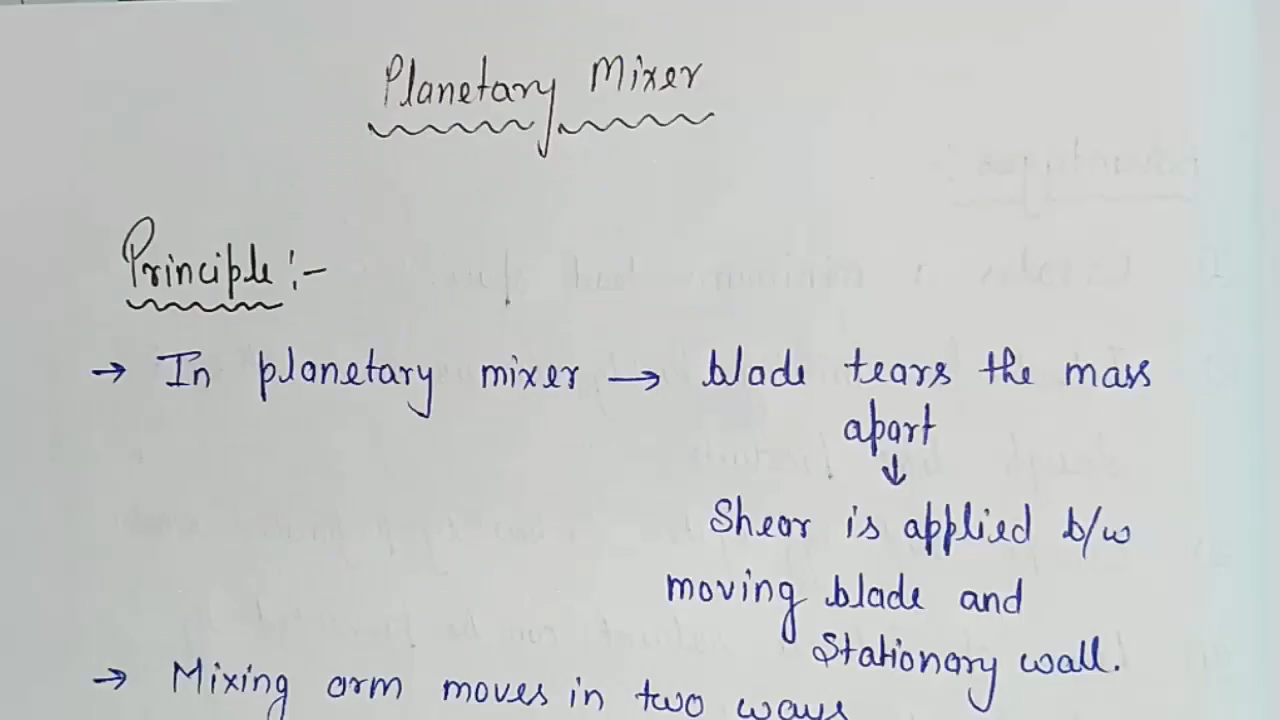 Planetary Mixer
Principle:-
→ In planetary mixer → blade tears the mass
apart
↓
Shear is applied b/w
moving blade and
stationary wall.
→ Mixing arm moves in two ways